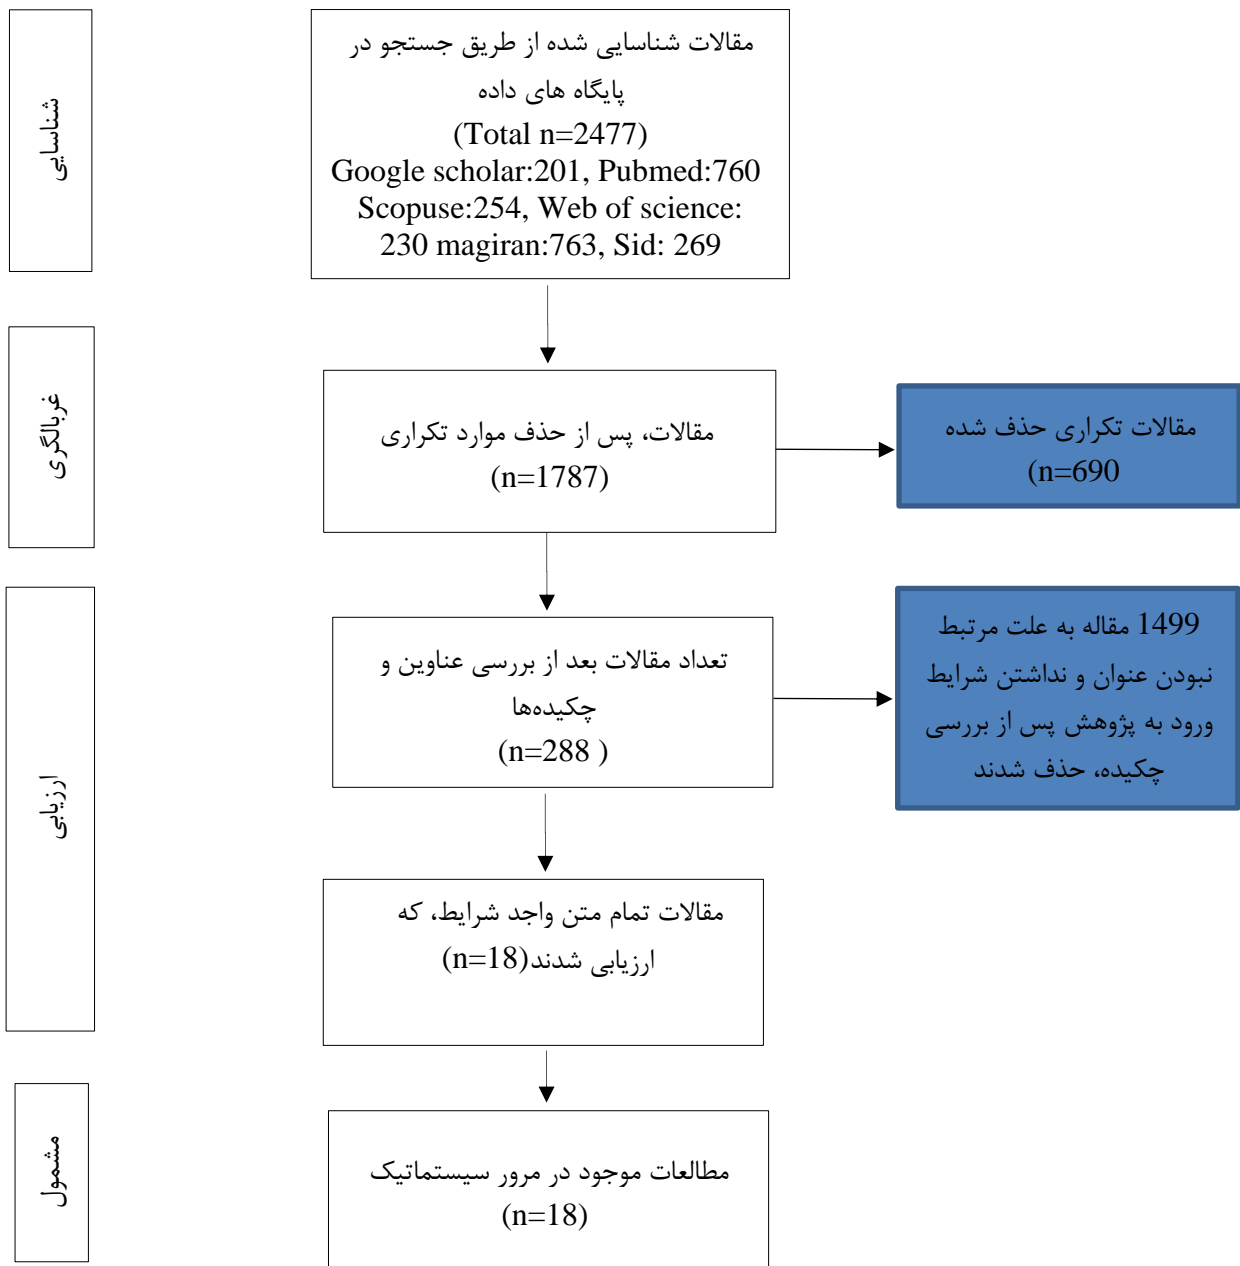 شناسایی
مقالات شناسایی شده از طریق جستجو در
پایگاه های داده
(Total n=2477)
Google scholar:201, Pubmed:760
Scopuse:254, Web of science:
230 magiran:763, Sid: 269
غربالگری
مقالات، پس از حذف موارد تکراری
(n=1787)
مقالات تکراری حذف شده
(n=690
ارزیابی
تعداد مقالات بعد از بررسی عناوین و
چکیده‌ها
(n=288 )
1499 مقاله به علت مرتبط
نبودن عنوان و نداشتن شرایط
ورود به پژوهش پس از بررسی
چکیده، حذف شدند
مقالات تمام متن واجد شرایط، که
ارزیابی شدند(n=18)
مشمول
مطالعات موجود در مرور سیستماتیک
(n=18)